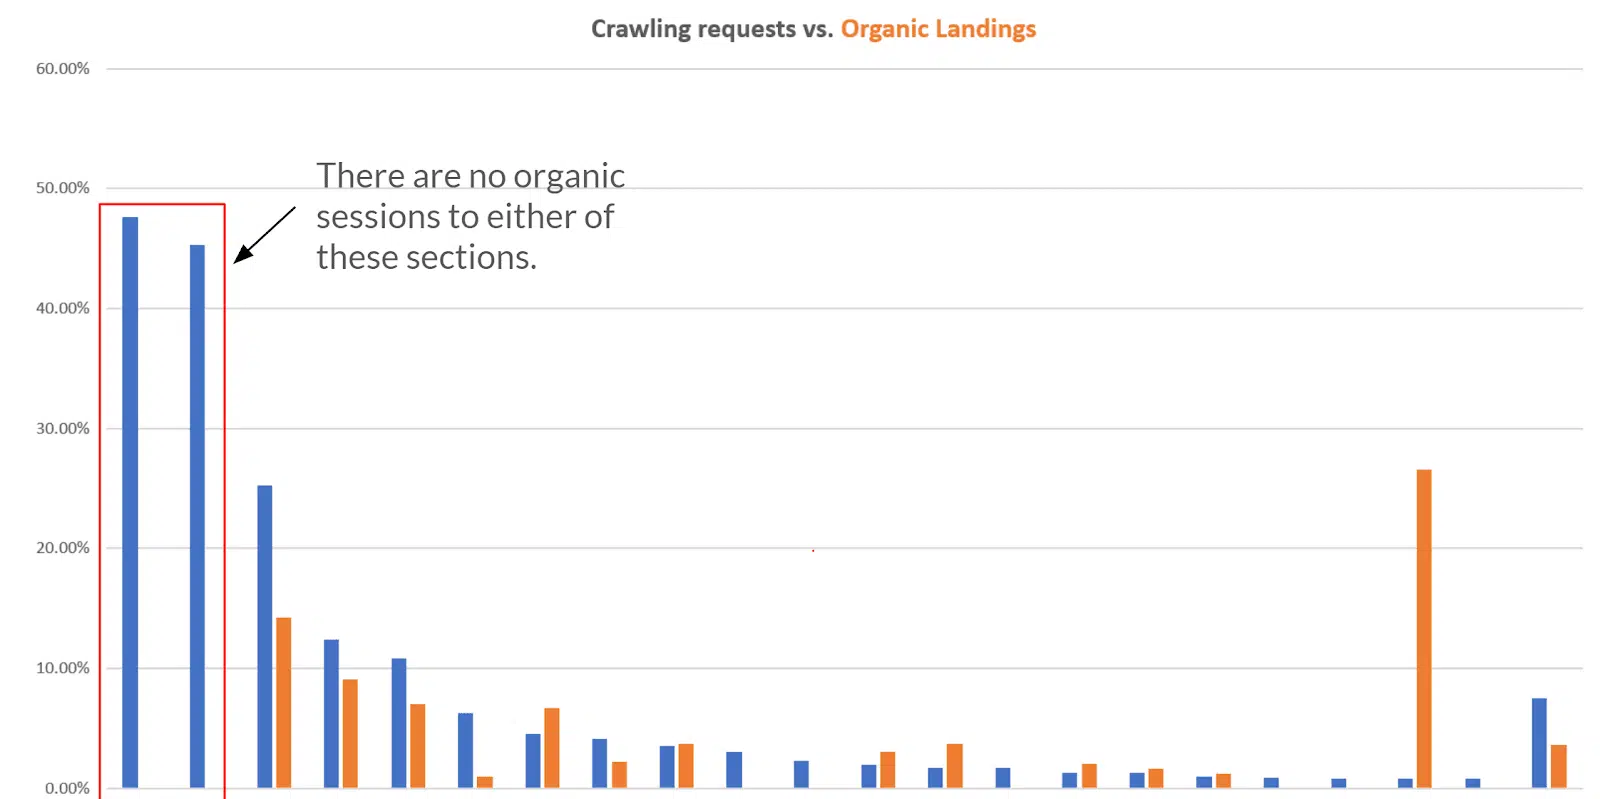 Crawling requests vs. Organic Landings
60.00%
50.00%
40.00%
30.00%
20.00%
10.00%
0.00%
There are no organic
sessions to either of
these sections.